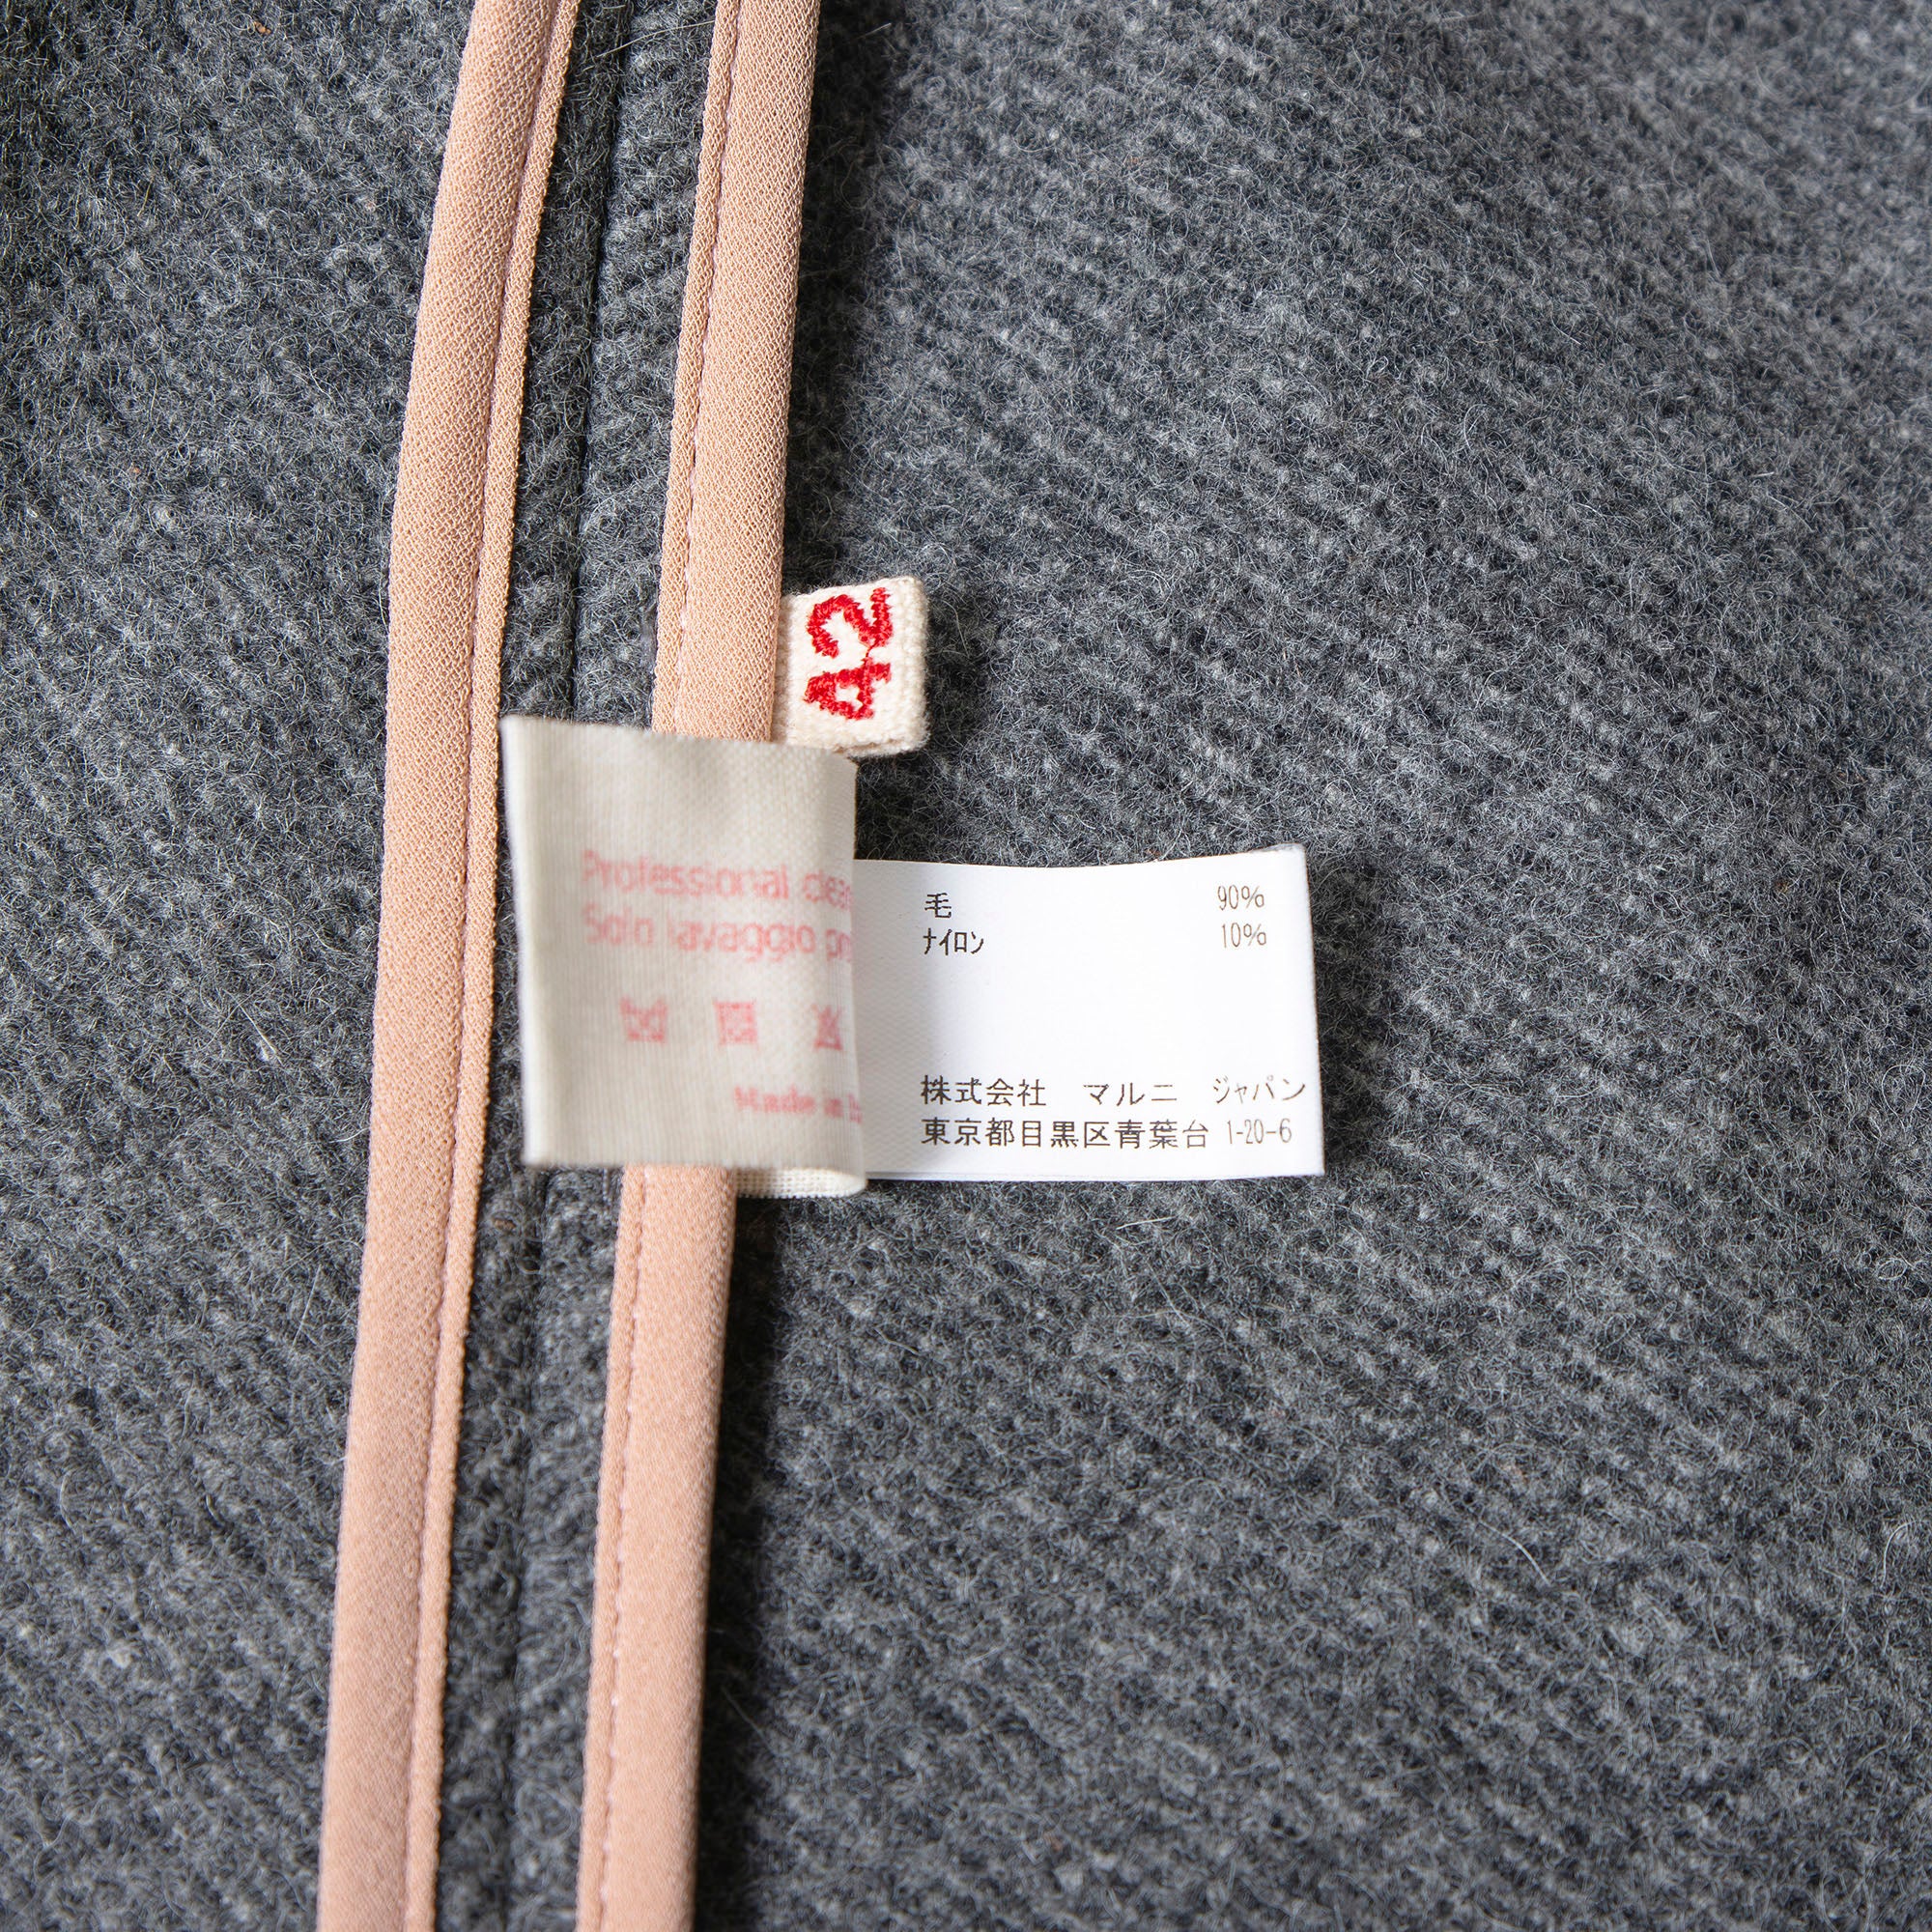 42
Professional
Solo lavaggio
Made in
毛 90%
ナイロン 10%
株式会社 マルニ ジャパン
東京都目黒区青葉台 1-20-6